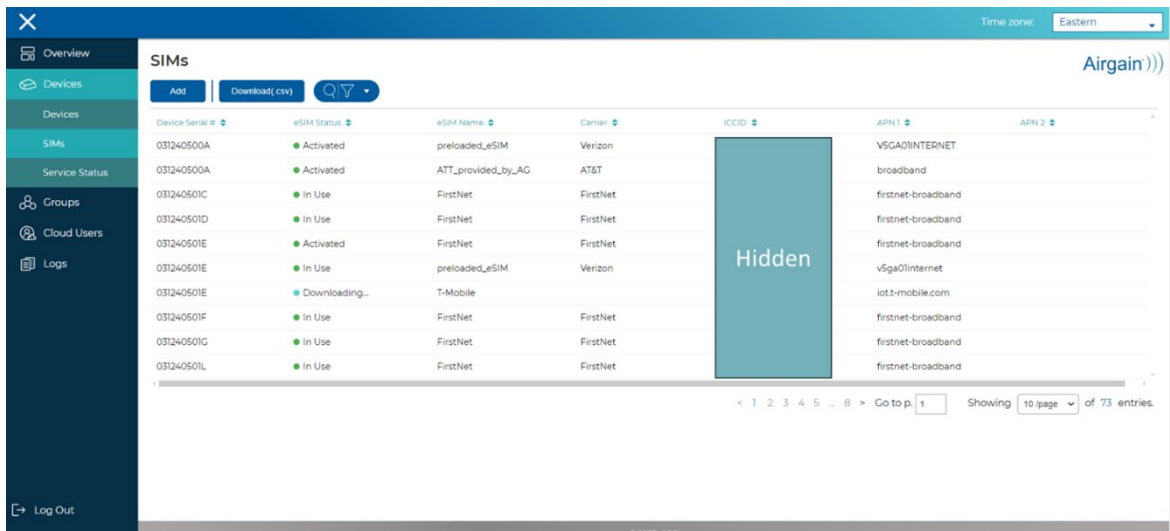 Time zone: Eastern
Overview
Devices
Devices
SIMs
Service Status
Groups
Cloud Users
Logs
Log Out
SIMs
Airgain
Add Download(.csv)
Device Serial # eSIM Status eSIM Name Carrier ICCID APN 1 APN 2
031240500A Activated preloaded_eSIM Verizon V5GA01INTERNET
031240500A Activated ATT_provided_by_AG AT&T broadband
031240501C In Use FirstNet FirstNet firstnet-broadband
031240501D In Use FirstNet FirstNet firstnet-broadband
031240501E Activated FirstNet FirstNet firstnet-broadband
Hidden
031240501E In Use preloaded_eSIM Verizon v5ga01internet
031240501E Downloading... T-Mobile iot.t-mobile.com
031240501F In Use FirstNet FirstNet firstnet-broadband
031240501G In Use FirstNet FirstNet firstnet-broadband
031240501L In Use FirstNet FirstNet firstnet-broadband
< 1 2 3 4 5 ... 8 > Go to p. 1 Showing 10 /page of 73 entries.